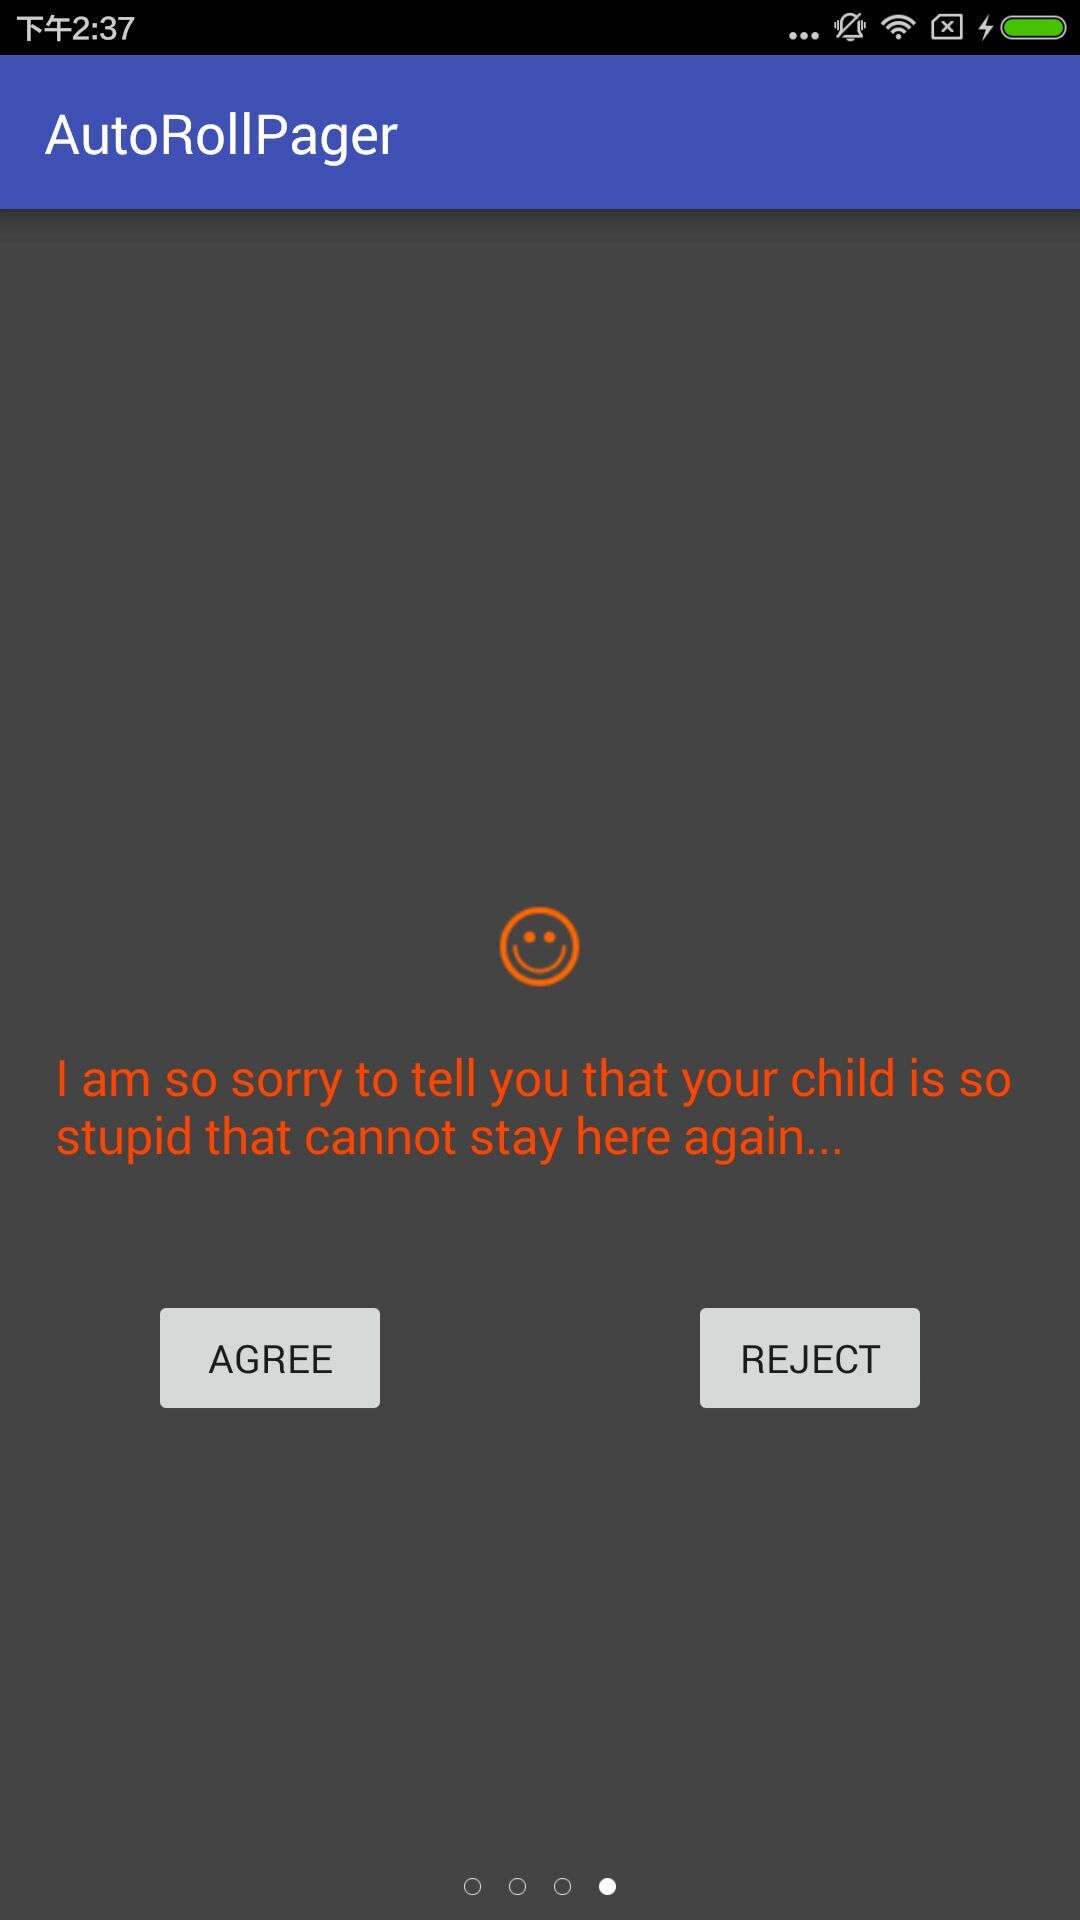 下午2:37
AutoRollPager
I am so sorry to tell you that your child is so
stupid that cannot stay here again...
AGREE
REJECT